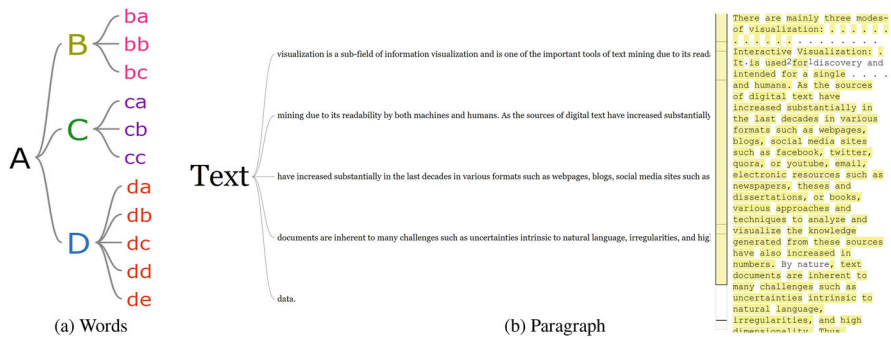 A
B
ba
bb
bc
C
ca
cb
cc
D
da
db
dc
dd
de
(a) Words
Text
visualization is a sub-field of information visualization and is one of the important tools of text mining due to its
mining due to its readability by both machines and humans. As the sources of digital text have increased substantially
have increased substantially in the last decades in various formats such as webpages, blogs, social media sites such as
documents are inherent to many challenges such as uncertainties intrinsic to natural language, irregularities, and
data.
There are mainly three modes-
of visualization: . . . . . .
. . . . . . . . . . . . . . .
Interactive Visualization: .
It.is used2for1discovery and
intended for a single . . . .
and humans. As the sources
of digital text have
increased substantially in
the last decades in various
formats such as webpages,
blogs, social media sites
such as facebook, twitter,
quora, or youtube, email,
electronic resources such as
newspapers, theses and
dissertations, or books,
various approaches and
techniques to analyze and
visualize the knowledge
generated from these sources
have also increased in
numbers. By nature, text
documents are inherent to
many challenges such as
uncertainties intrinsic to
natural language,
irregularities, and high
dimensionality. Thus,
(b) Paragraph